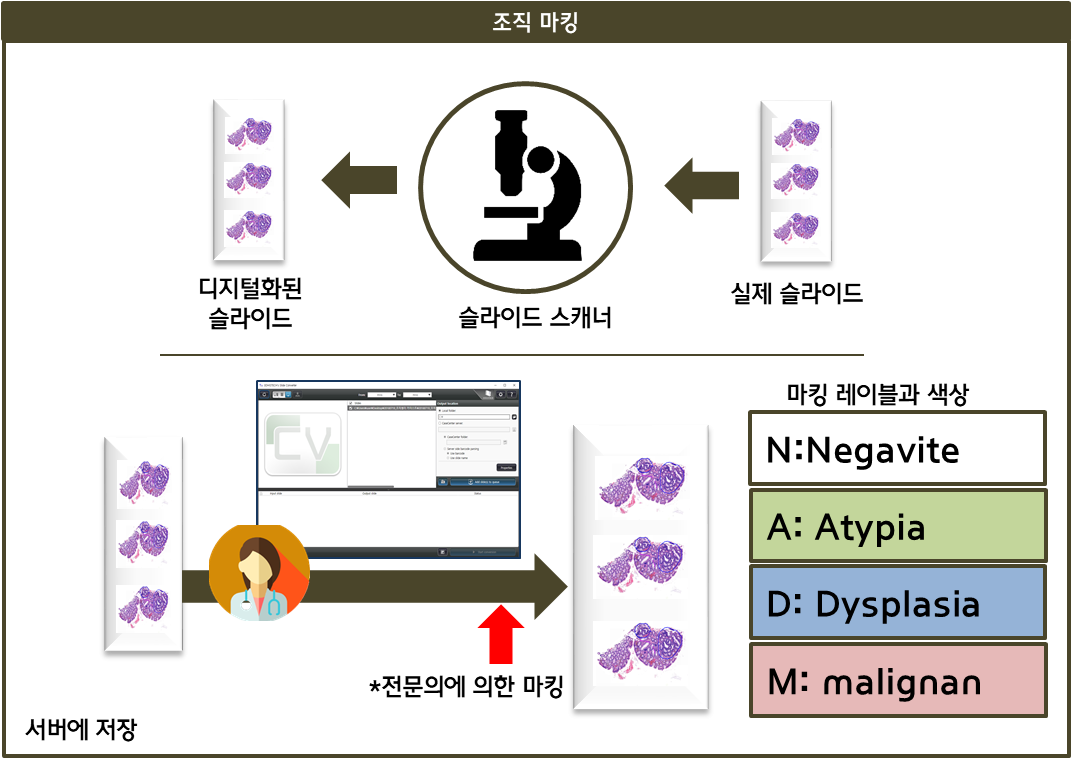 조직 마킹
디지털화된
슬라이드
슬라이드 스캐너
실제 슬라이드
CV
마킹 레이블과 색상
N:Negavite
A: Atypia
D: Dysplasia
M: malignan
*전문의에 의한 마킹
서버에 저장